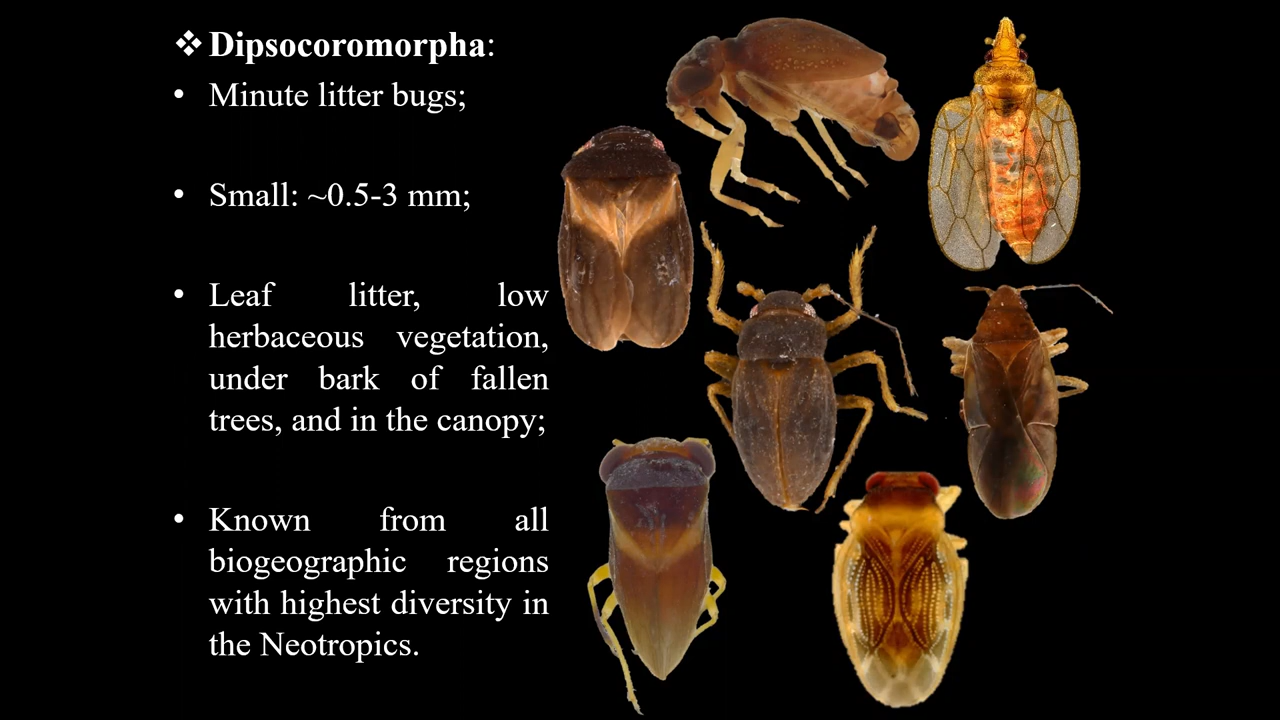 ❖ Dipsocoromorpha:
• Minute litter bugs;
• Small: ~0.5-3 mm;
• Leaf litter, low
herbaceous vegetation,
under bark of fallen
trees, and in the canopy;
• Known from all
biogeographic regions
with highest diversity in
the Neotropics.